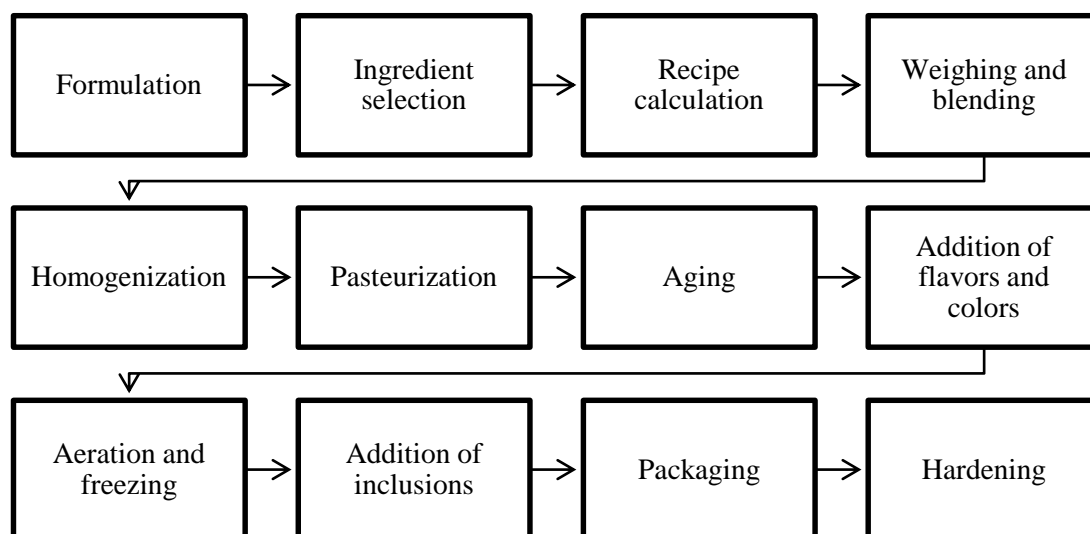 Formulation
Ingredient
selection
Recipe
calculation
Weighing and
blending
Homogenization
Pasteurization
Aging
Addition of
flavors and
colors
Aeration and
freezing
Addition of
inclusions
Packaging
Hardening